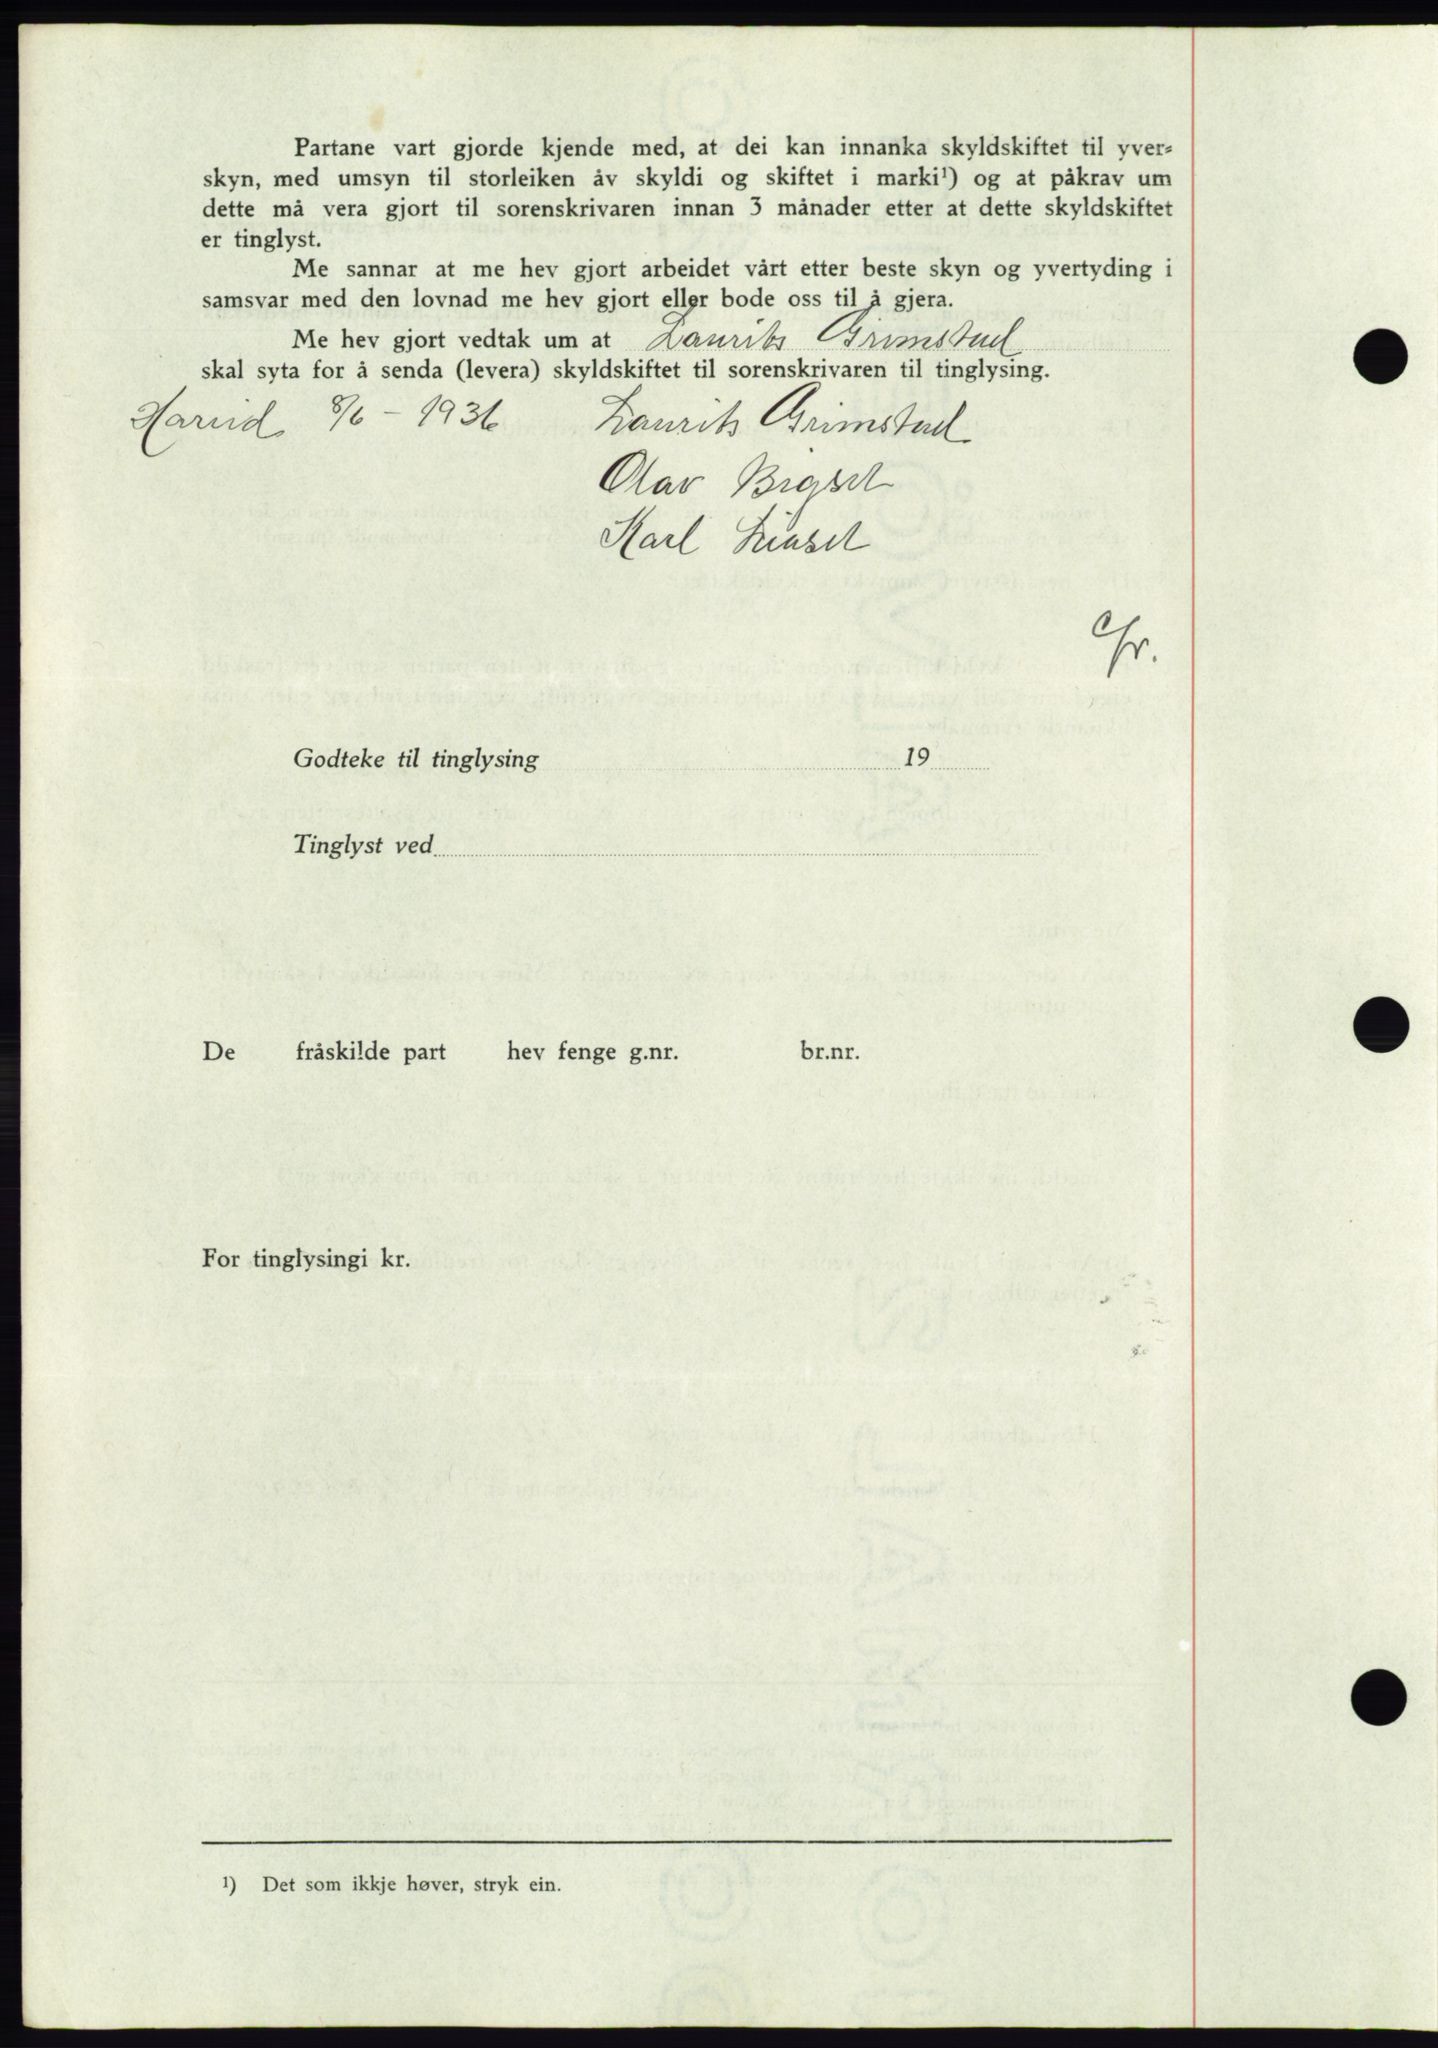 Partane vart gjorde kjende med, at dei kan innanka skyldskiftet til yver-
skyn, med umsyn til storleiken åv skyldi og skiftet i marki¹) og at påkrav um
dette må vera gjort til sorenskrivaren innan 3 månader etter at dette skyldskiftet
er tinglyst.
Me sannar at me hev gjort arbeidet vårt etter beste skyn og yvertyding i
samsvar med den lovnad me hev gjort eller bode oss til å gjera.
Me hev gjort vedtak um at Laurits Grimstad
skal syta for å senda (levera) skyldskiftet til sorenskrivaren til tinglysing.
Hareid 8/6 - 1936 Laurits Grimstad
Olav Bigset
Karl Liaset
Godteke til tinglysing 19
Tinglyst ved
De fråskilde part hev fenge g.nr. br.nr.
For tinglysingi kr.
¹) Det som ikkje høver, stryk ein.